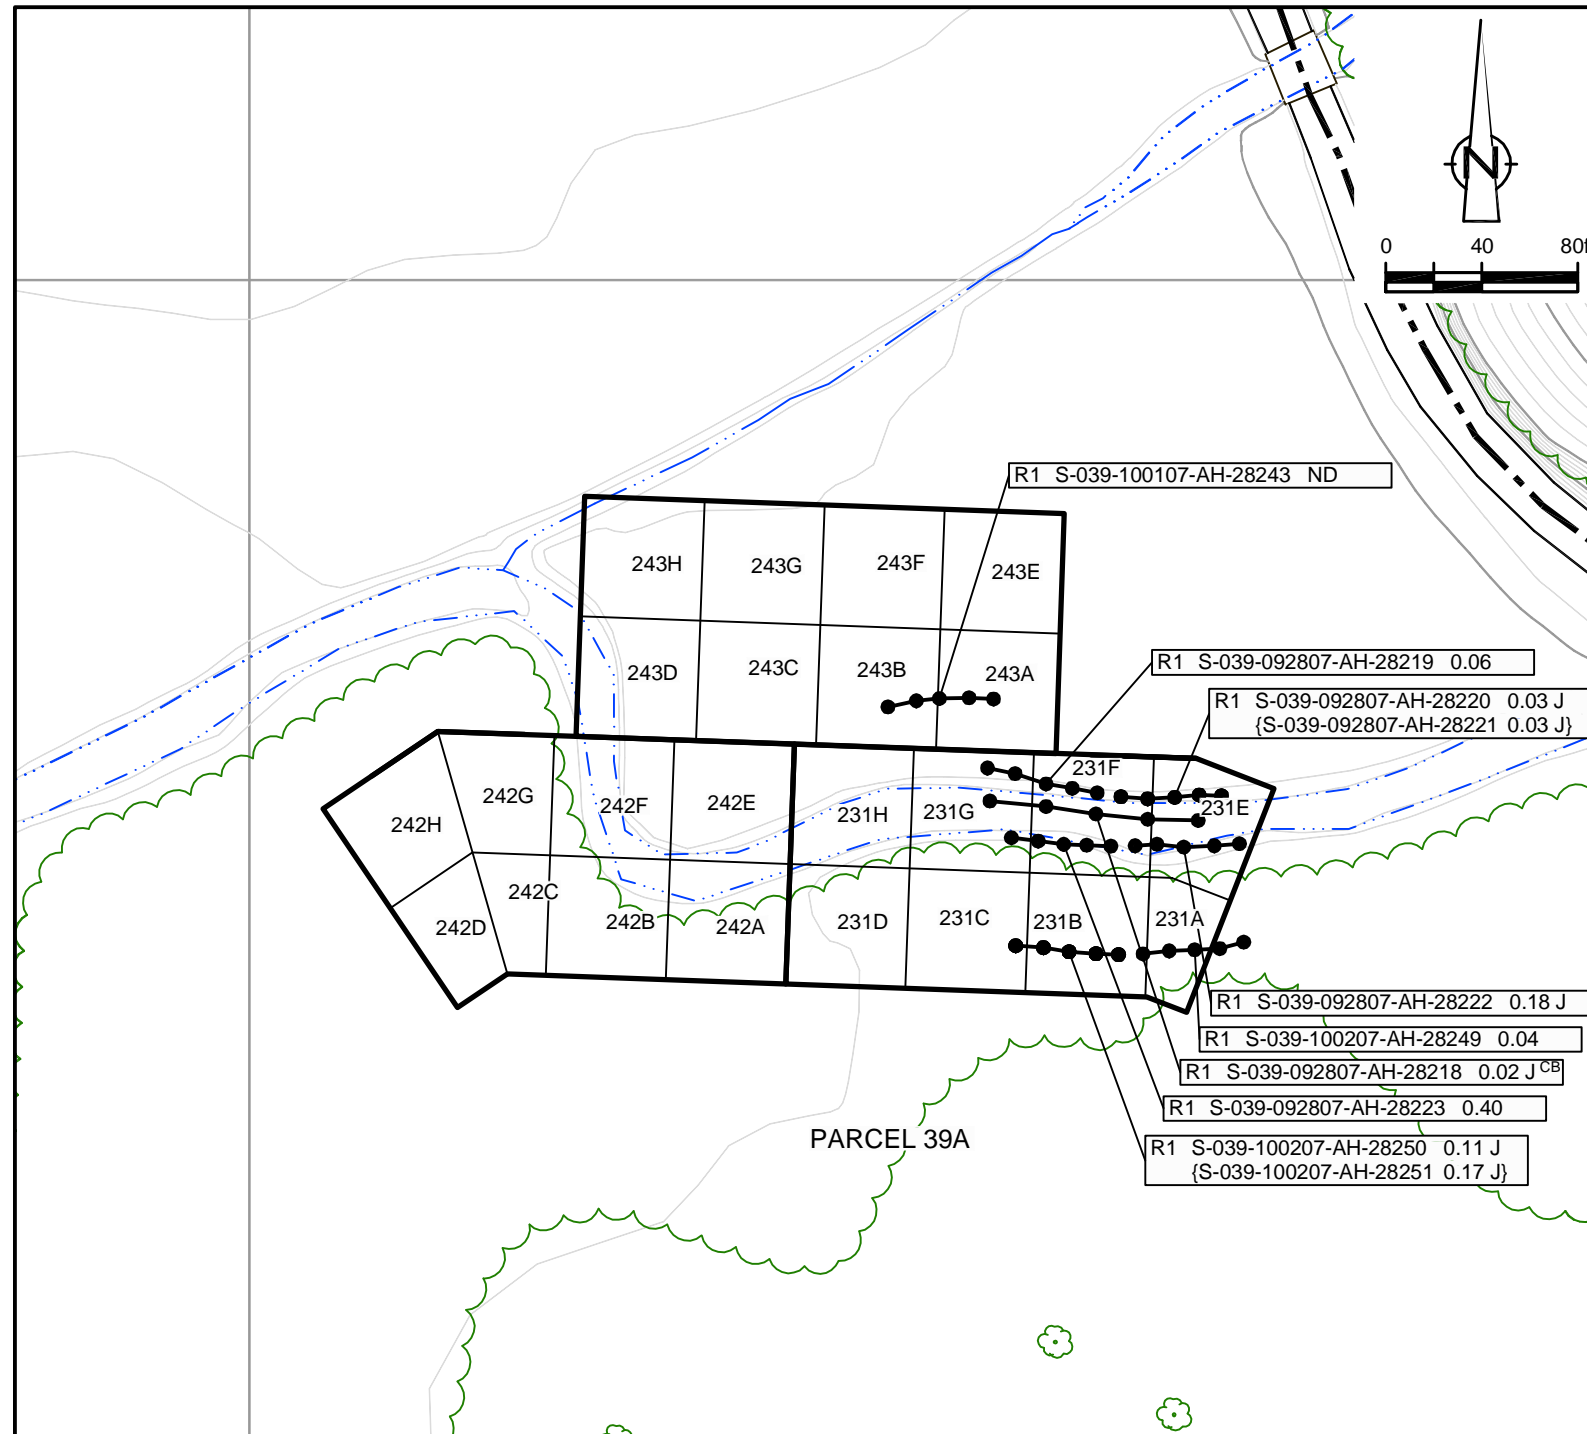 N
0 40 80f
R1 S-039-100107-AH-28243 ND
243H 243G 243F 243E
243D 243C 243B 243A
R1 S-039-092807-AH-28219 0.06
R1 S-039-092807-AH-28220 0.03 J
{S-039-092807-AH-28221 0.03 J}
242H 242G 242F 242E 231H 231G 231F 231E
242D 242C 242B 242A 231D 231C 231B 231A
R1 S-039-092807-AH-28222 0.18 J
R1 S-039-100207-AH-28249 0.04
R1 S-039-092807-AH-28218 0.02 J CB
R1 S-039-092807-AH-28223 0.40
PARCEL 39A
R1 S-039-100207-AH-28250 0.11 J
{S-039-100207-AH-28251 0.17 J}